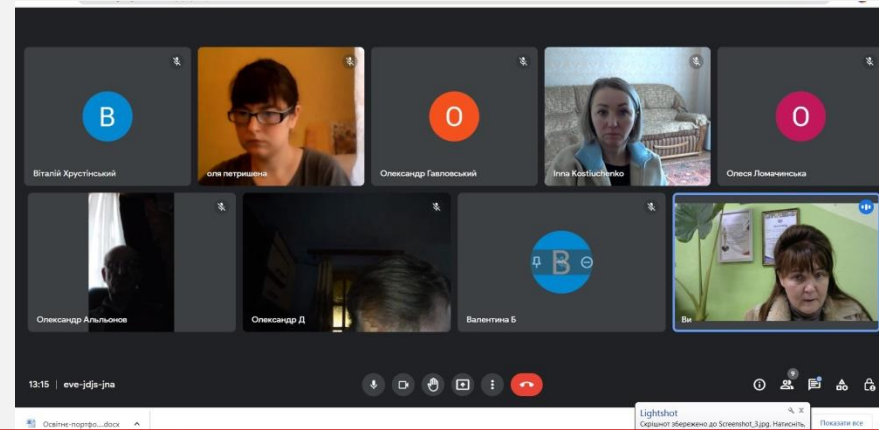 В
Віталій Хрустінський
оля петришена
О
Олександр Гавловський
Inna Kostiuchenko
О
Олеся Ломачинська
Олександр Альпьонов
Олександр Д
В
Валентина Б
Ви
13:15 | eve-jdjs-jna
9
Lightshot
Скріншот збережено до Screenshot_3.jpg. Натисніть,
Освітнє-портфо....docx
Показати все